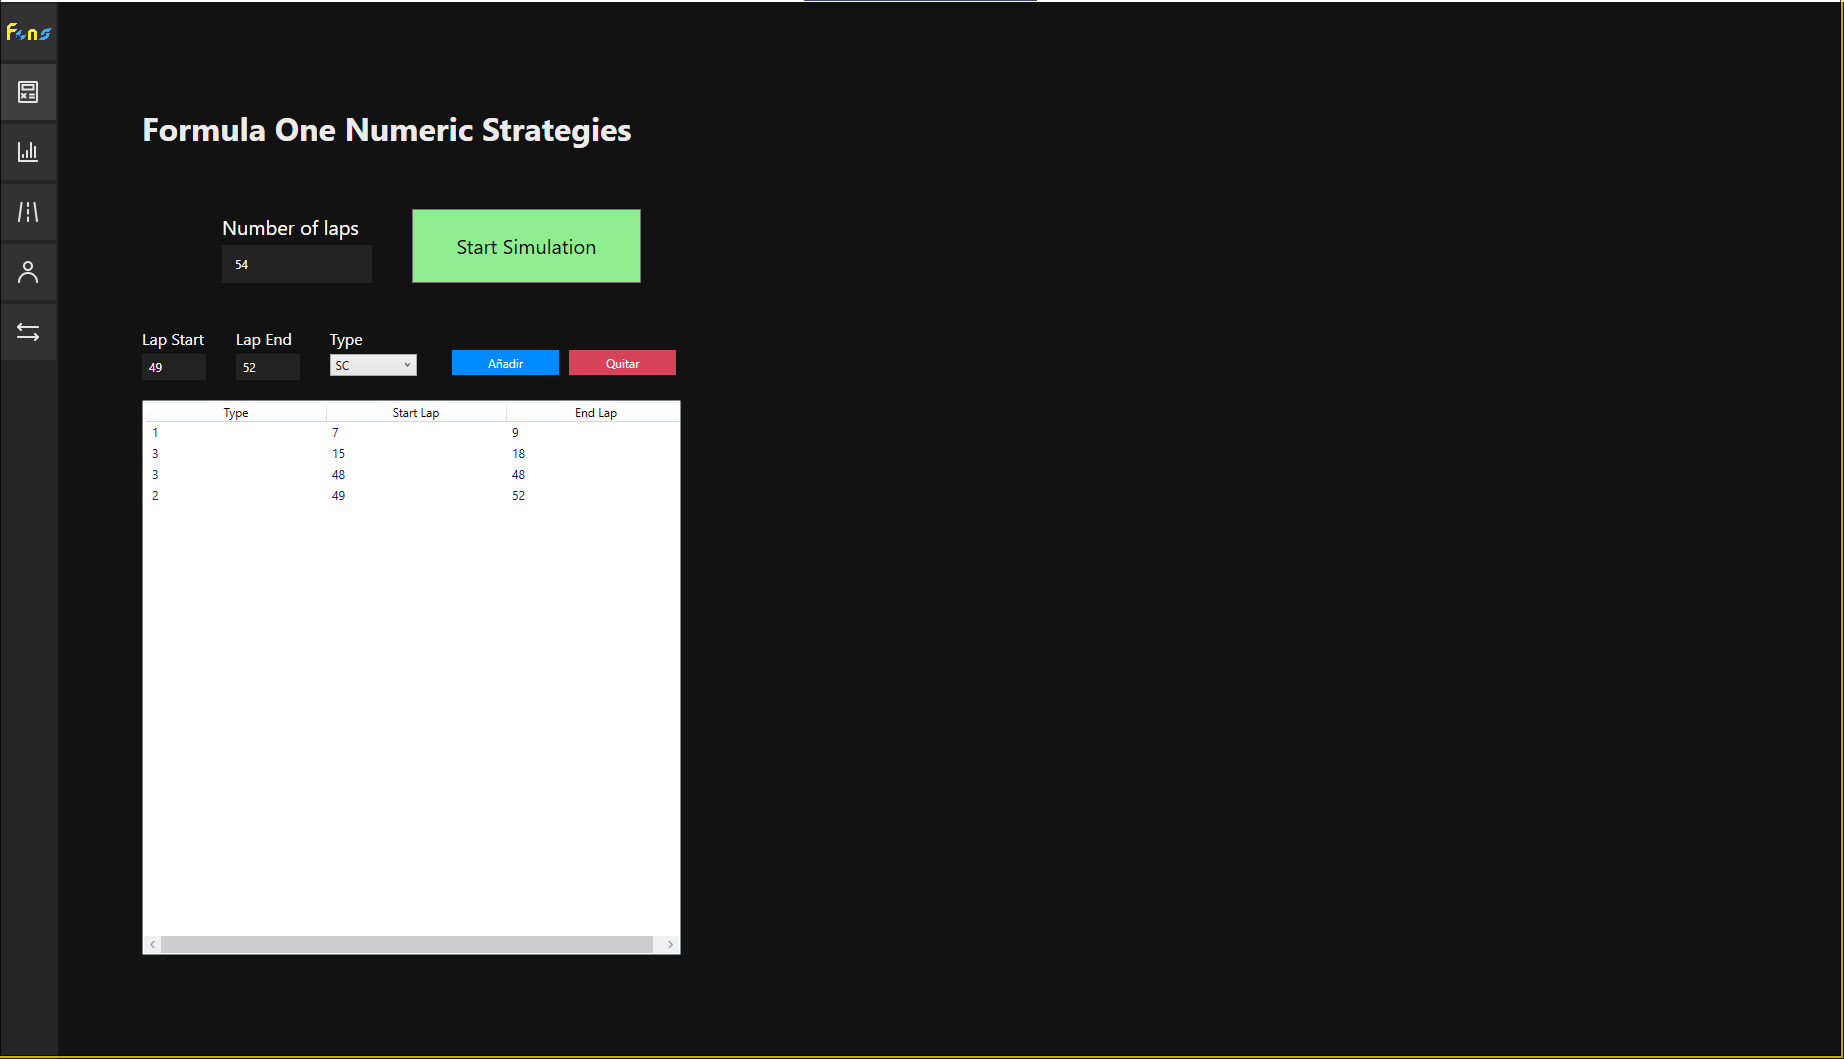 Fons
Formula One Numeric Strategies
Number of laps
54
Start Simulation
Lap Start Lap End Type
49 52 SC Añadir Quitar
Type Start Lap End Lap
1 7 9
3 15 18
3 48 48
2 49 52